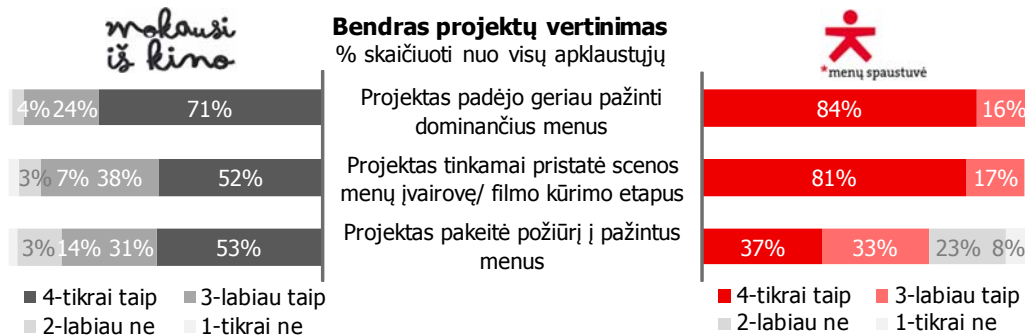 mokausi
iš kino
Bendras projektų vertinimas
% skaičiuoti nuo visų apklaustųjų
*menų spaustuvė
4% 24% 71%
Projektas padėjo geriau pažinti
dominančius menus
84% 16%
3% 7% 38% 52%
Projektas tinkamai pristatė scenos
menų įvairovę/ filmo kūrimo etapus
81% 17%
3% 14% 31% 53%
Projektas pakeitė požiūrį į pažintus
menus
37% 33% 23% 8%
4-tikrai taip 3-labiau taip
2-labiau ne 1-tikrai ne
4-tikrai taip 3-labiau taip
2-labiau ne 1-tikrai ne